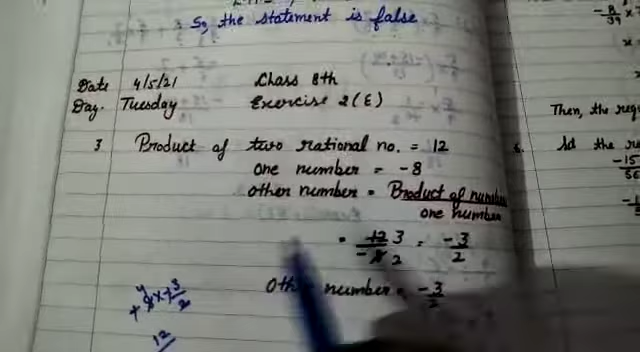 So, the statement is false
Date 4/5/21 Class 8th
Day. Tuesday Exercise 2(E)
3 Product of two rational no. = 12
one number = -8
other number = Product of number
one number
= 12 3 / -8 2 = -3/2
Other number = -3/2
12
Then, the
-15